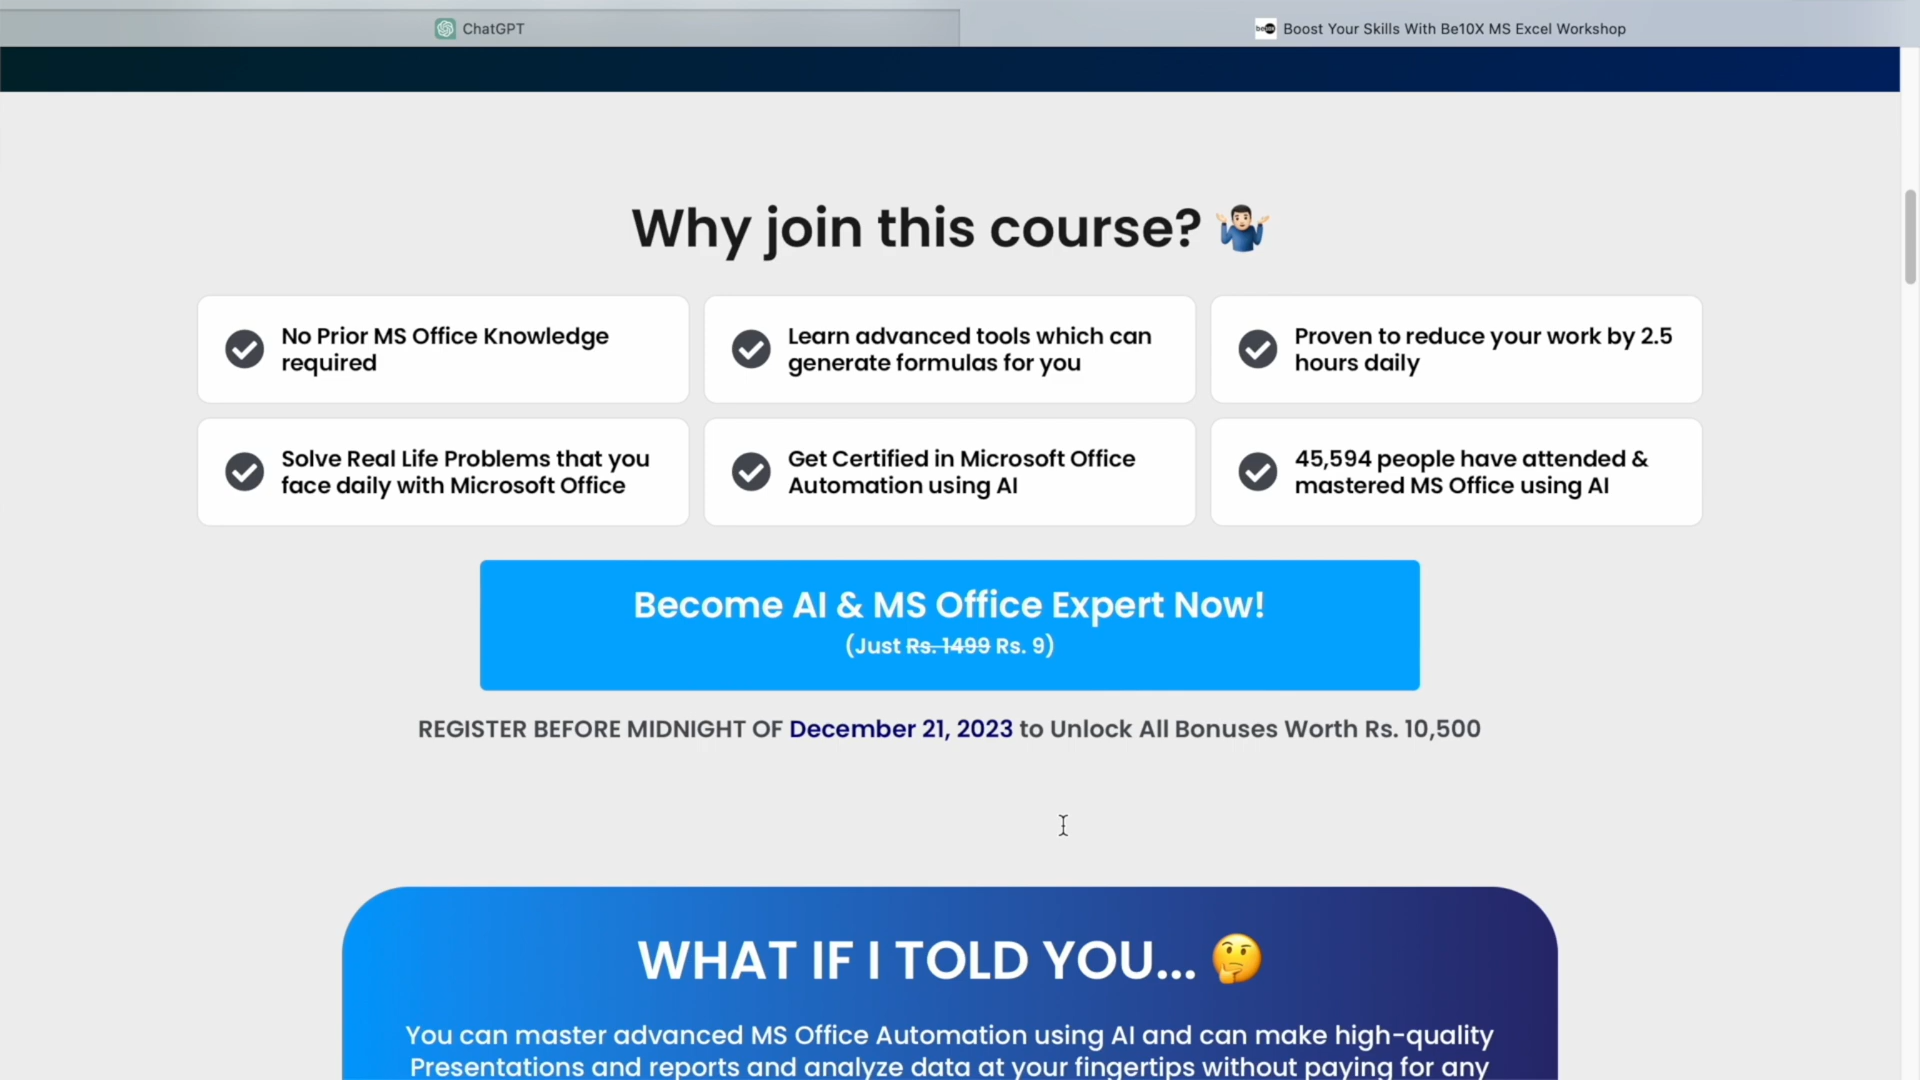 ChatGPT
be10x Boost Your Skills With Be10X MS Excel Workshop
Why join this course?
No Prior MS Office Knowledge
required
Learn advanced tools which can
generate formulas for you
Proven to reduce your work by 2.5
hours daily
Solve Real Life Problems that you
face daily with Microsoft Office
Get Certified in Microsoft Office
Automation using AI
45,594 people have attended &
mastered MS Office using AI
Become AI & MS Office Expert Now!
(Just Rs. 1499 Rs. 9)
REGISTER BEFORE MIDNIGHT OF December 21, 2023 to Unlock All Bonuses Worth Rs. 10,500
WHAT IF I TOLD YOU...
You can master advanced MS Office Automation using AI and can make high-quality
Presentations and reports and analyze data at your fingertips without paying for any